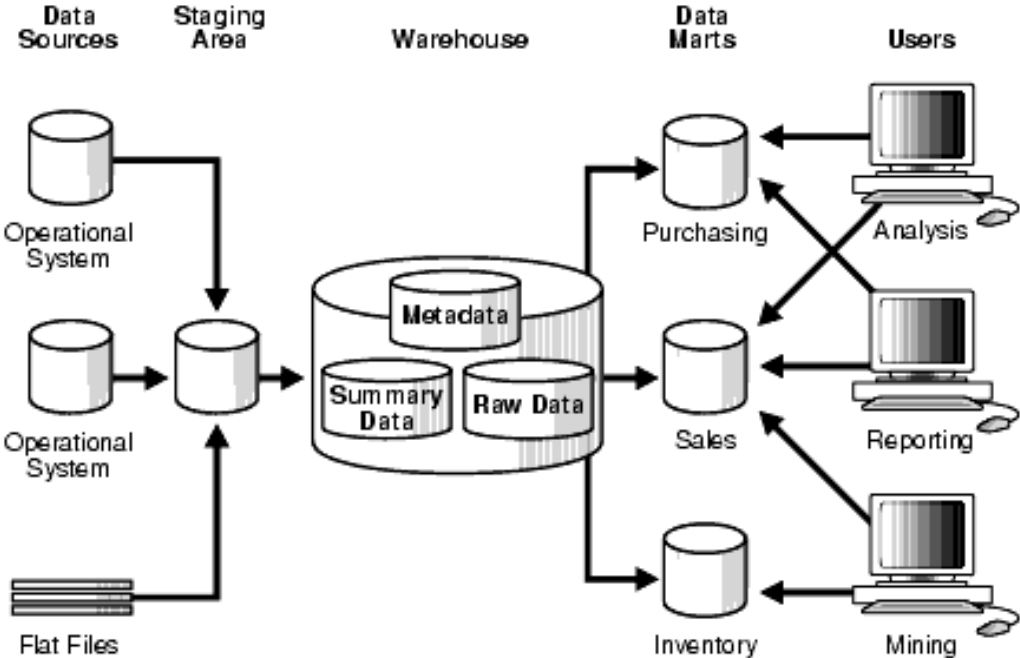 Data
Sources
Staging
Area
Warehouse
Data
Marts
Users
Operational
System
Purchasing
Analysis
Metadata
Summary
Data
Raw Data
Operational
System
Sales
Reporting
Flat Files
Inventory
Mining